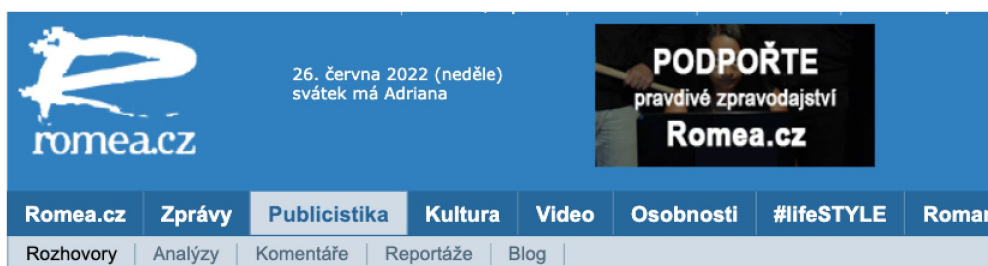 romea.cz
26. června 2022 (neděle)
svátek má Adriana
PODPOŘTE
pravdivé zpravodajství
Romea.cz
Romea.cz Zprávy Publicistika Kultura Video Osobnosti #lifeSTYLE
Rozhovory Analýzy Komentáře Reportáže Blog